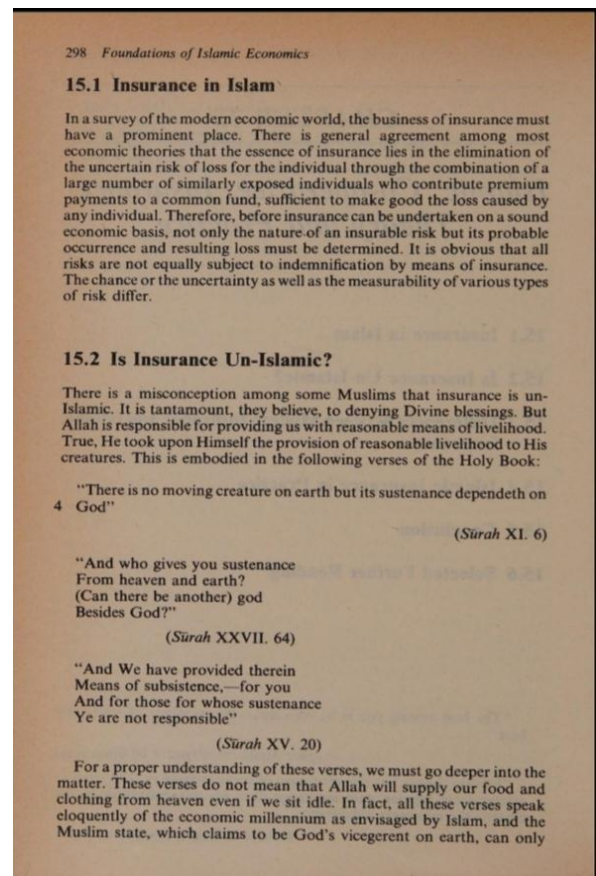 298 Foundations of Islamic Economics
15.1 Insurance in Islam
In a survey of the modern economic world, the business of insurance must
have a prominent place. There is general agreement among most
economic theories that the essence of insurance lies in the elimination of
the uncertain risk of loss for the individual through the combination of a
large number of similarly exposed individuals who contribute premium
payments to a common fund, sufficient to make good the loss caused by
any individual. Therefore, before insurance can be undertaken on a sound
economic basis, not only the nature of an insurable risk but its probable
occurrence and resulting loss must be determined. It is obvious that all
risks are not equally subject to indemnification by means of insurance.
The chance or the uncertainty as well as the measurability of various types
of risk differ.
15.2 Is Insurance Un-Islamic?
There is a misconception among some Muslims that insurance is un-
Islamic. It is tantamount, they believe, to denying Divine blessings. But
Allah is responsible for providing us with reasonable means of livelihood.
True, He took upon Himself the provision of reasonable livelihood to His
creatures. This is embodied in the following verses of the Holy Book:
"There is no moving creature on earth but its sustenance dependeth on
4 God"
(Sūrah XI. 6)
"And who gives you sustenance
From heaven and earth?
(Can there be another) god
Besides God?"
(Sūrah XXVII. 64)
"And We have provided therein
Means of subsistence,—for you
And for those for whose sustenance
Ye are not responsible"
(Sūrah XV. 20)
For a proper understanding of these verses, we must go deeper into the
matter. These verses do not mean that Allah will supply our food and
clothing from heaven even if we sit idle. In fact, all these verses speak
eloquently of the economic millennium as envisaged by Islam, and the
Muslim state, which claims to be God's vicegerent on earth, can only